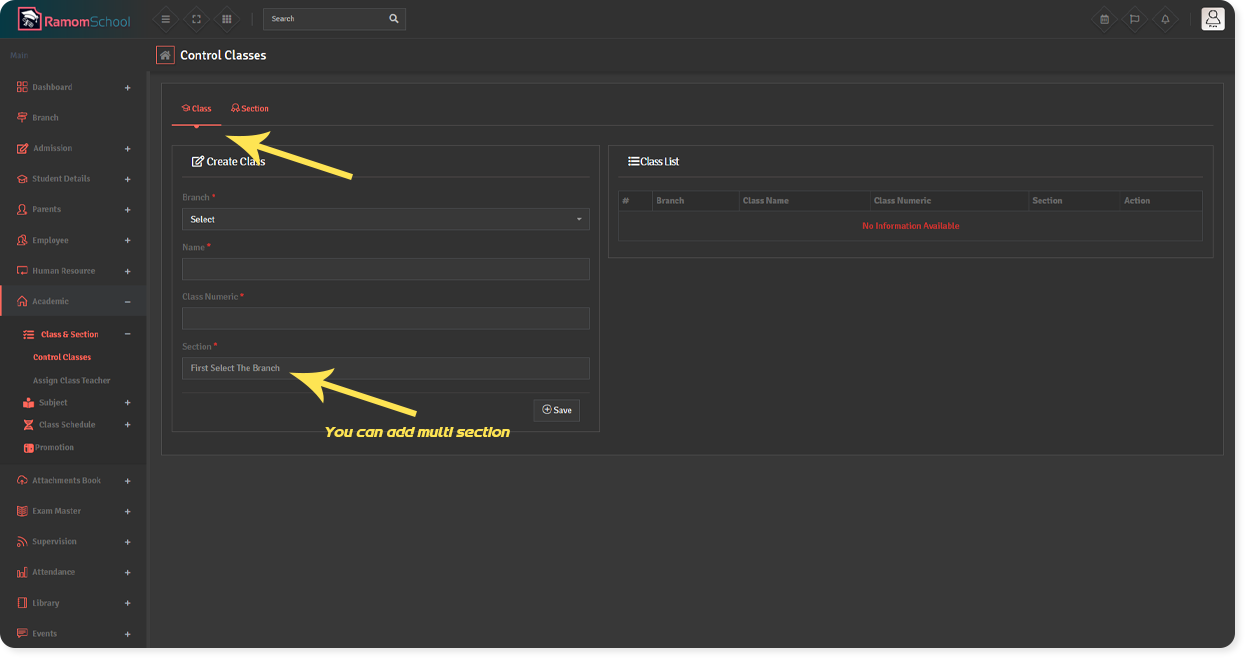 RamomSchool
Search
Main
Control Classes
Dashboard
Branch
Admission
Student Details
Parents
Employee
Human Resource
Academic
Class & Section
Control Classes
Assign Class Teacher
Subject
Class Schedule
Promotion
Attachments Book
Exam Master
Supervision
Attendance
Library
Events
Class Section
Create Class
Branch *
Select
Name *
Class Numeric *
Section *
First Select The Branch
Save
You can add multi section
Class List
# Branch Class Name Class Numeric Section Action
No Information Available